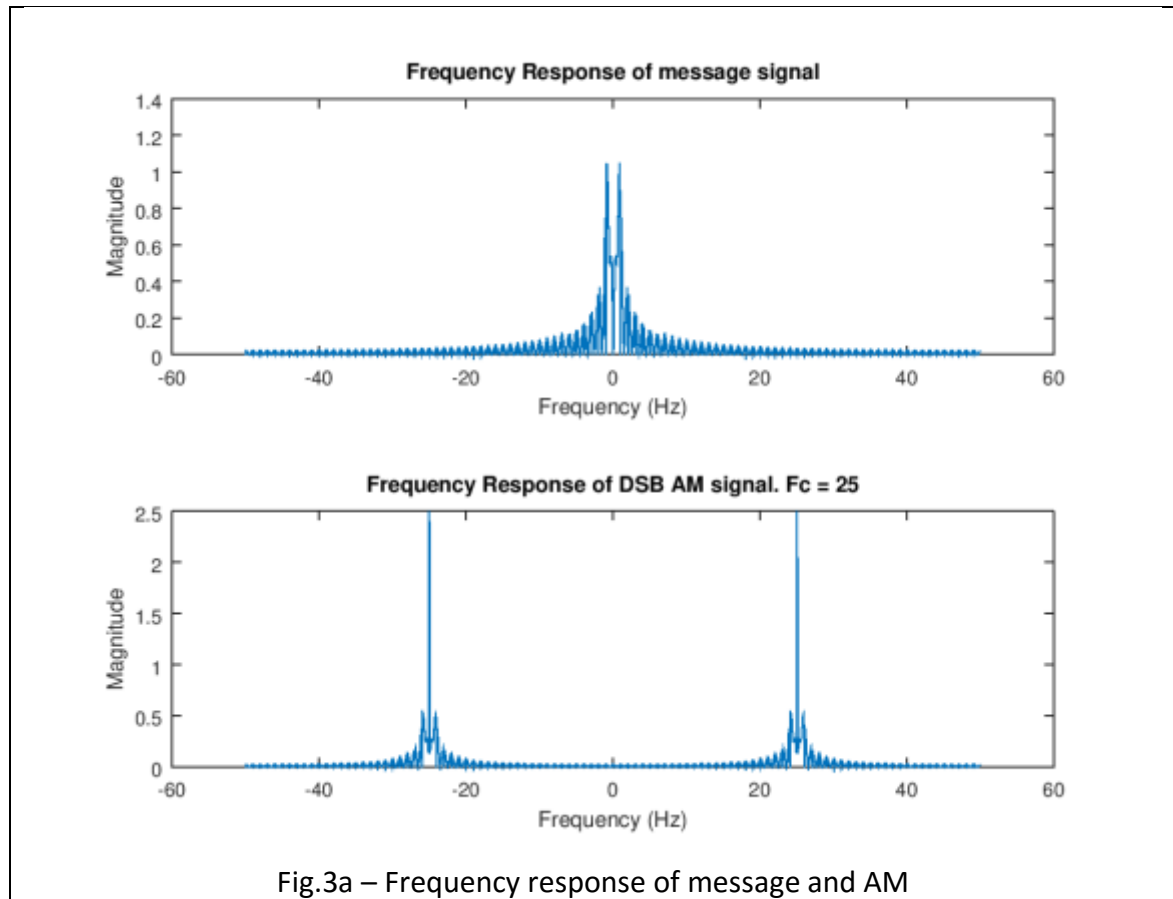 Frequency Response of message signal
1.4
1.2
1
0.8
0.6
0.4
0.2
0
Magnitude
-60 -40 -20 0 20 40 60
Frequency (Hz)
Frequency Response of DSB AM signal. Fc = 25
2.5
2
1.5
1
0.5
0
Magnitude
-60 -40 -20 0 20 40 60
Frequency (Hz)
Fig.3a – Frequency response of message and AM